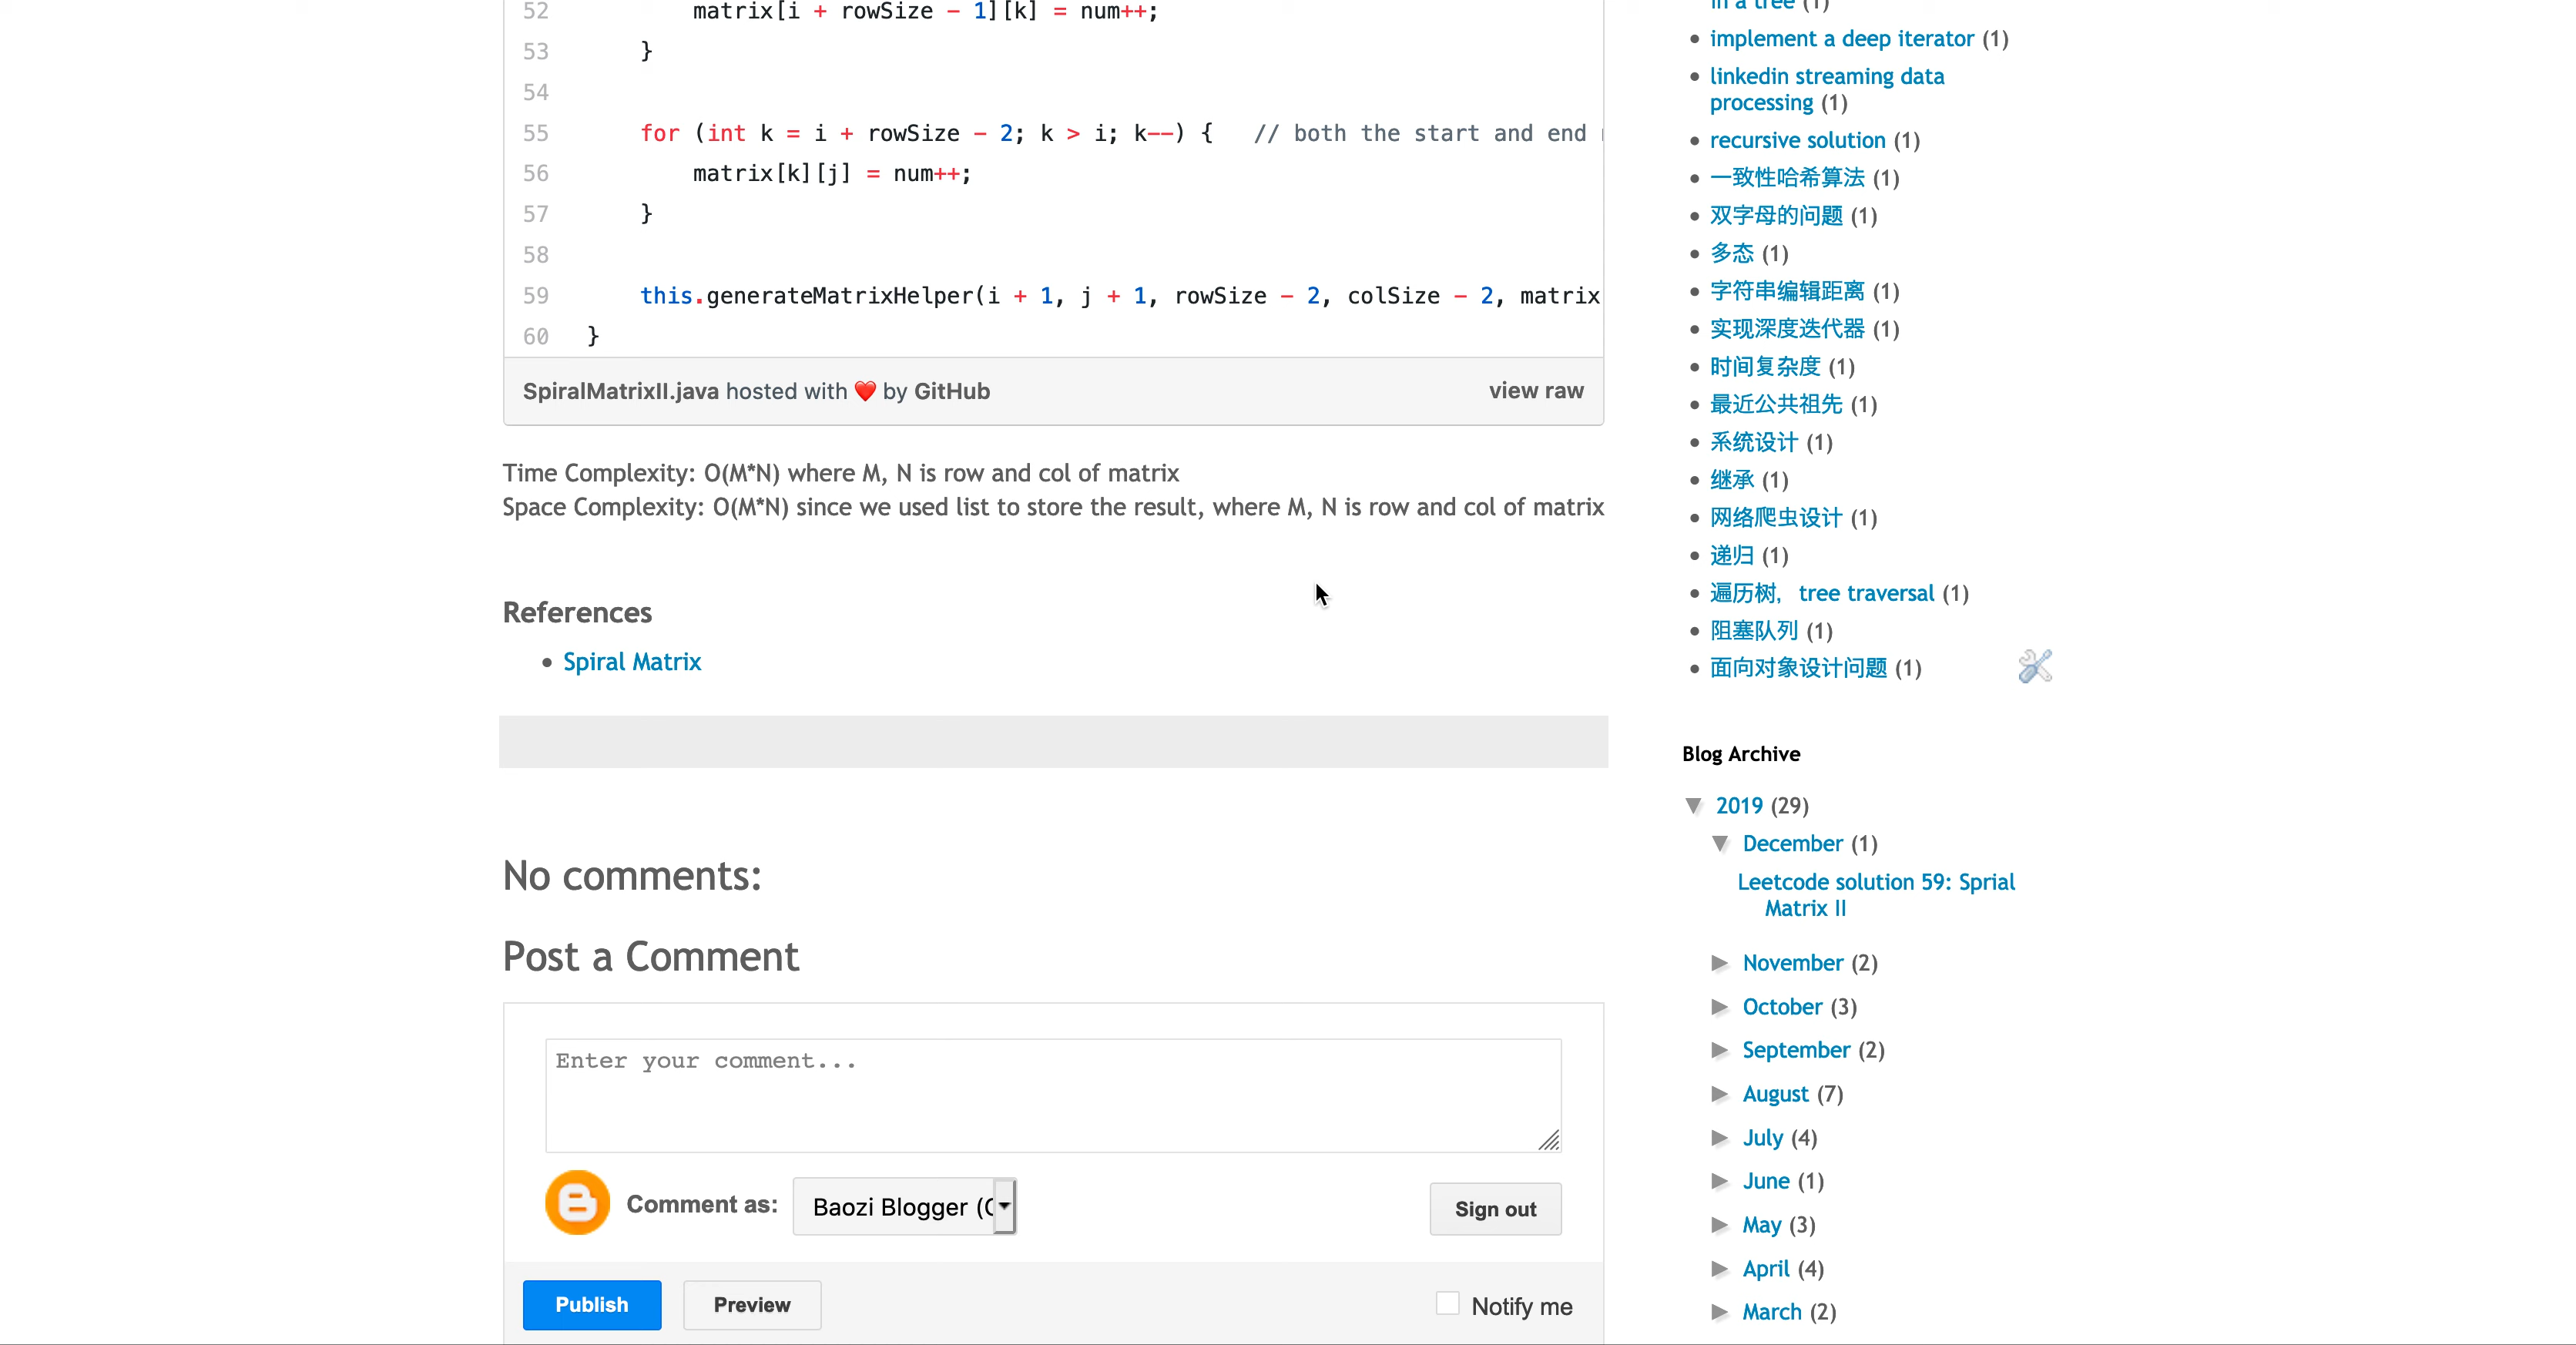 52 matrix[i + rowSize - 1][k] = num++;
53 }
54
55 for (int k = i + rowSize - 2; k > i; k--) { // both the start and end
56 matrix[k][j] = num++;
57 }
58
59 this.generateMatrixHelper(i + 1, j + 1, rowSize - 2, colSize - 2, matrix
60 }
SpiralMatrixII.java hosted with ❤ by GitHub
view raw
Time Complexity: O(M*N) where M, N is row and col of matrix
Space Complexity: O(M*N) since we used list to store the result, where M, N is row and col of matrix
References
• Spiral Matrix
No comments:
Post a Comment
Enter your comment...
Comment as:
Baozi Blogger (
Sign out
Publish
Preview
Notify me
in a tree (1)
• implement a deep iterator (1)
• linkedin streaming data
processing (1)
• recursive solution (1)
• 一致性哈希算法 (1)
• 双字母的问题 (1)
• 多态 (1)
• 字符串编辑距离 (1)
• 实现深度迭代器 (1)
• 时间复杂度 (1)
• 最近公共祖先 (1)
• 系统设计 (1)
• 继承 (1)
• 网络爬虫设计 (1)
• 递归 (1)
• 遍历树，tree traversal (1)
• 阻塞队列 (1)
• 面向对象设计问题 (1)
Blog Archive
▼ 2019 (29)
▼ December (1)
Leetcode solution 59: Sprial
Matrix II
► November (2)
► October (3)
► September (2)
► August (7)
► July (4)
► June (1)
► May (3)
► April (4)
► March (2)